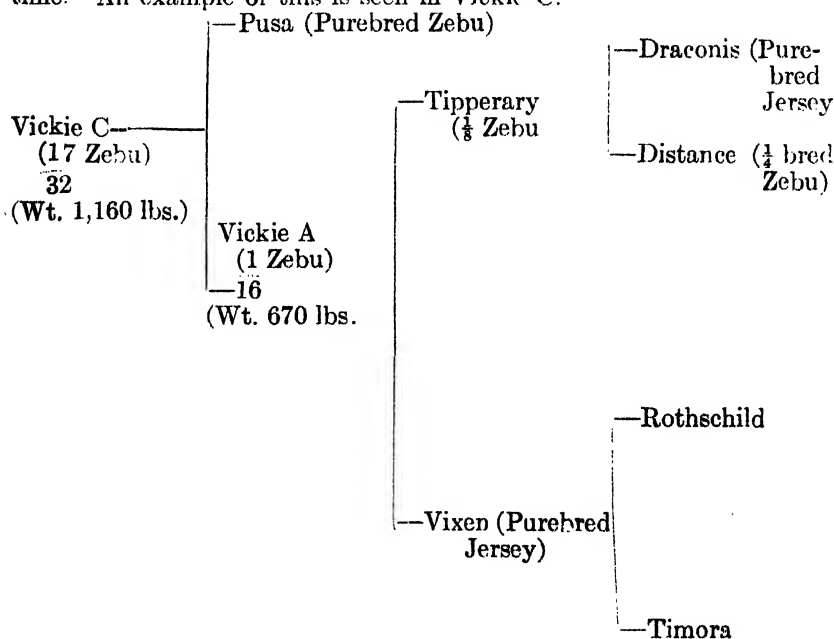 time. An example of this is seen in Vickie C.
—Pusa (Purebred Zebu)
Vickie C—
(17 Zebu)
32
(Wt. 1,160 lbs.)
Vickie A
(1 Zebu)
—16
(Wt. 670 lbs.
—Tipperary
(⅛ Zebu
—Vixen (Purebred
Jersey)
—Draconis (Pure-
bred
Jersey
—Distance (¼ bred
Zebu)
—Rothschild
—Timora